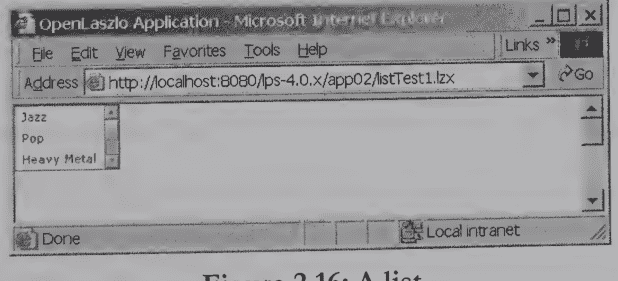 OpenLaszlo Application - Microsoft Internet Explorer
File Edit View Favorites Tools Help Links »
Address http://localhost:8080/lps-4.0.x/app02/listTest1.lzx Go
Jazz
Pop
Heavy Metal
Done Local intranet
Figure 2.16: A list